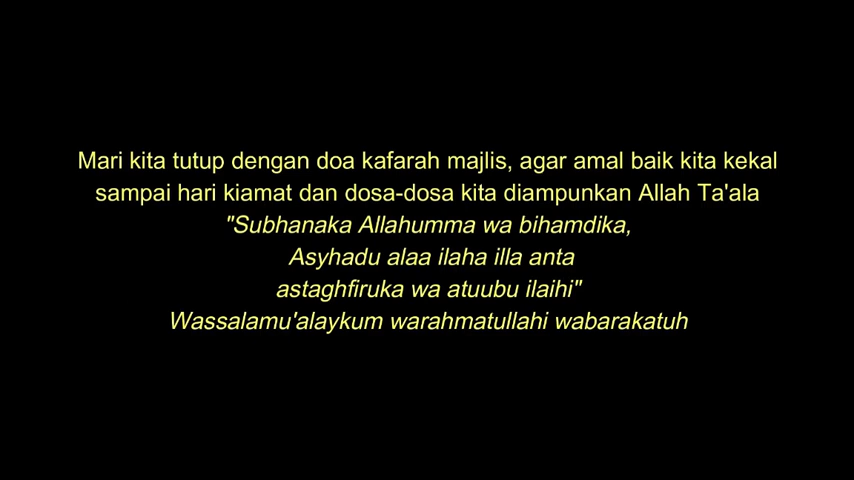 Mari kita tutup dengan doa kafarah majlis, agar amal baik kita kekal
sampai hari kiamat dan dosa-dosa kita diampunkan Allah Ta'ala
"Subhanaka Allahumma wa bihamdika,
Asyhadu alaa ilaha illa anta
astaghfiruka wa atuubu ilaihi"
Wassalamu'alaykum warahmatullahi wabarakatuh